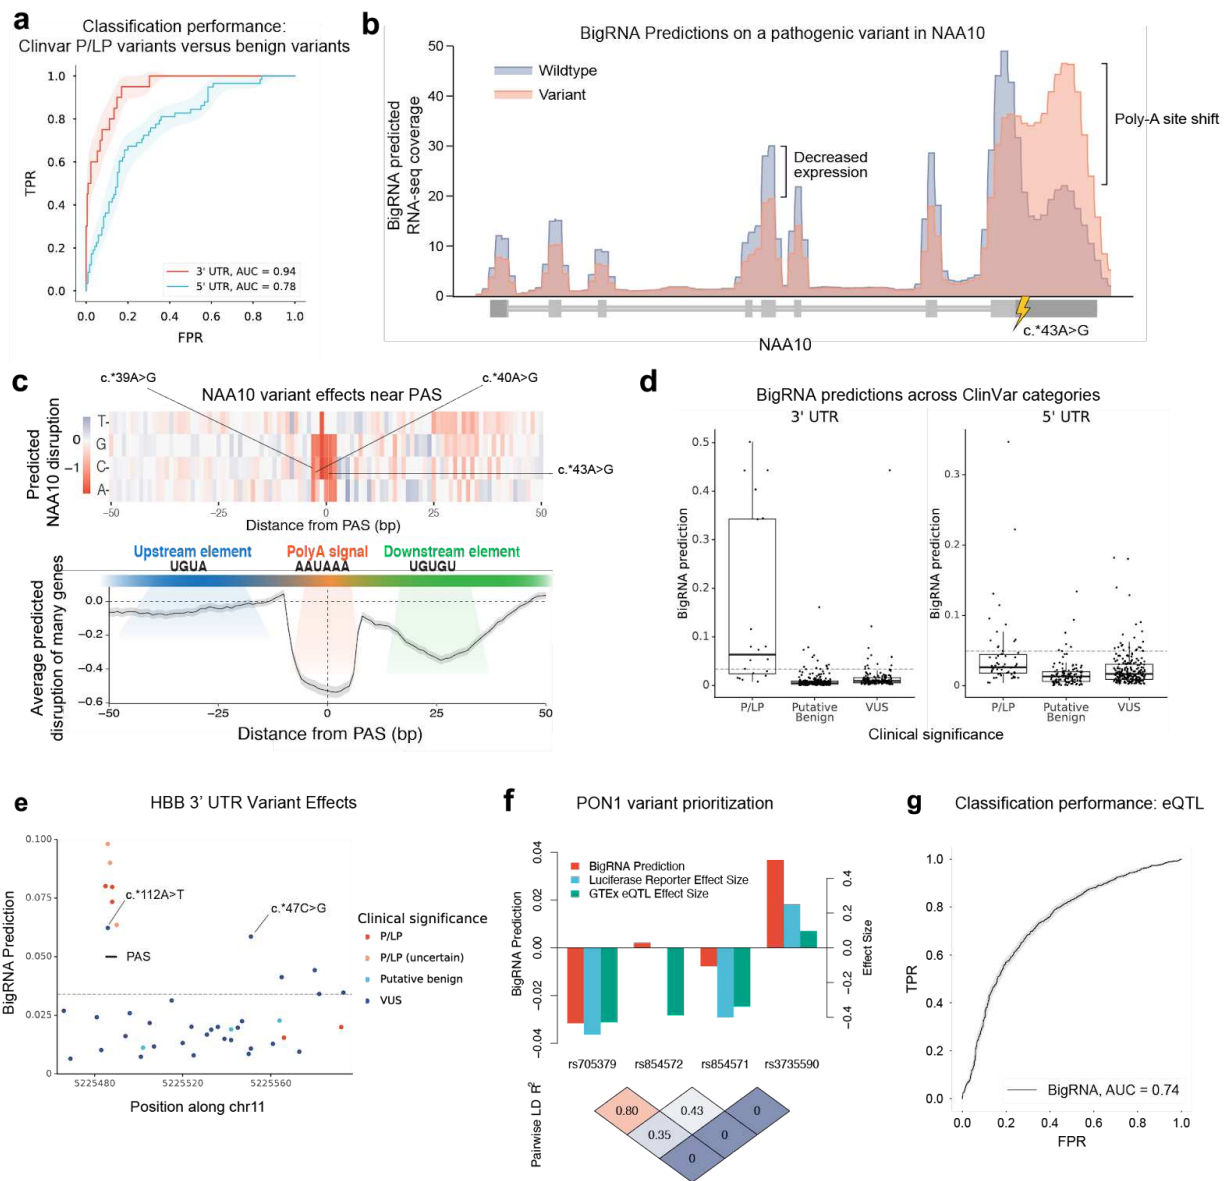 a
Classification performance:
Clinvar P/LP variants versus benign variants
1.0
0.8
0.6
0.4
0.2
0.0
TPR
3' UTR, AUC = 0.94
5' UTR, AUC = 0.78
0.0 0.2 0.4 0.6 0.8 1.0
FPR
b
BigRNA Predictions on a pathogenic variant in NAA10
50
40
30
20
10
0
BigRNA predicted
RNA-seq coverage
Wildtype
Variant
Decreased
expression
Poly-A site shift
c.*43A>G
NAA10
c
c.*39A>G
c.*40A>G
NAA10 variant effects near PAS
Predicted
NAA10 disruption
0
−1
T
G
C
A
c.*43A>G
−50 −25 0 25 50
Distance from PAS (bp)
Upstream element PolyA signal Downstream element
UGUA AAUAAA UGUGU
Average predicted
disruption of many genes
0.0
−0.2
−0.4
−0.6
−50 −25 0 25 50
Distance from PAS (bp)
d
BigRNA predictions across ClinVar categories
3' UTR 5' UTR
BigRNA prediction
0.5
0.4
0.3
0.2
0.1
0
P/LP Putative
Benign VUS
BigRNA prediction
0.3
0.2
0.1
0
P/LP Putative
Benign VUS
Clinical significance
e
HBB 3’ UTR Variant Effects
BigRNA Prediction
0.100
0.075
0.050
0.025
0.000
c.*112A>T
c.*47C>G
PAS
Clinical significance
P/LP
P/LP (uncertain)
Putative benign
VUS
5225480 5225520 5225560
Position along chr11
f
PON1 variant prioritization
BigRNA Prediction
0.04
0.02
0.00
−0.02
−0.04
BigRNA Prediction
Luciferase Reporter Effect Size
GTEx eQTL Effect Size
0.4
0.2
0.0
−0.2
−0.4
Effect Size
rs705379 rs854572 rs854571 rs3735590
Pairwise LD R²
0.80 0.43 0
0.35 0
0
g
Classification performance: eQTL
1.0
0.8
0.6
0.4
0.2
0.0
TPR
BigRNA, AUC = 0.74
0.0 0.2 0.4 0.6 0.8 1.0
FPR